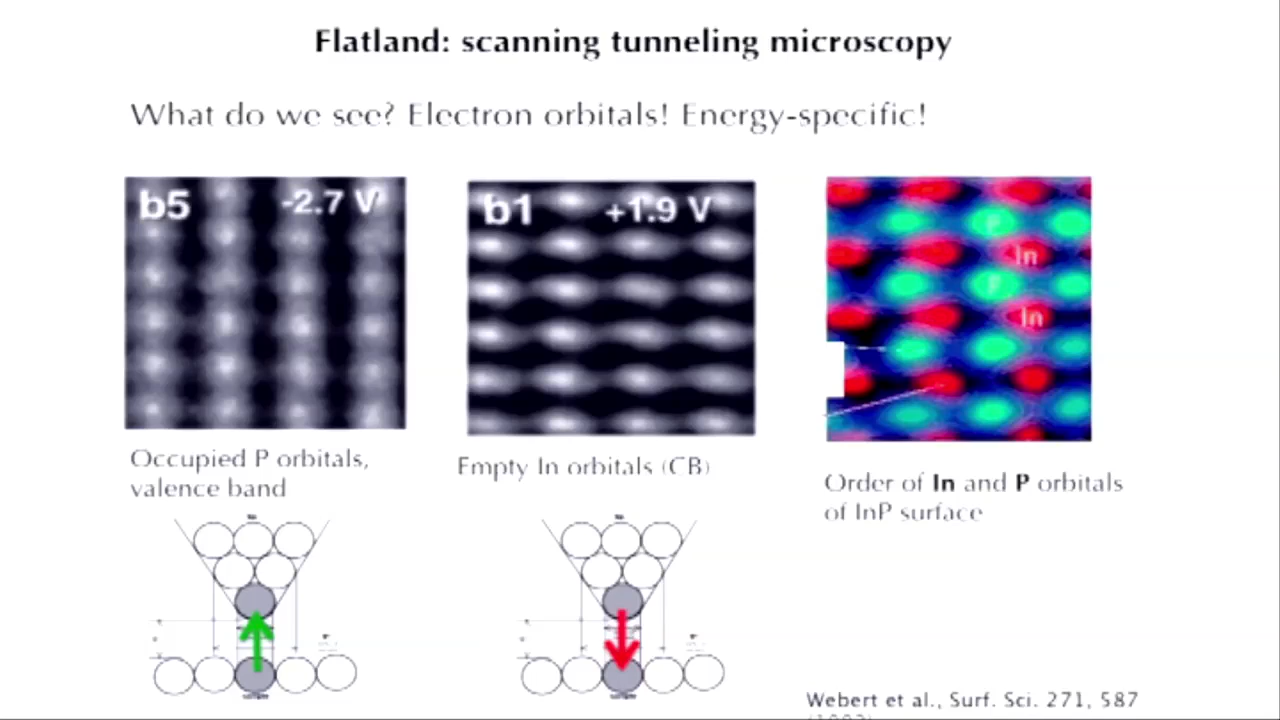 Flatland: scanning tunneling microscopy
What do we see? Electron orbitals! Energy-specific!
b5 -2.7 V
b1 +1.9 V
P
In
P
In
Occupied P orbitals,
valence band
Empty In orbitals (CB)
Order of In and P orbitals
of InP surface
Webert et al., Surf. Sci. 271, 587